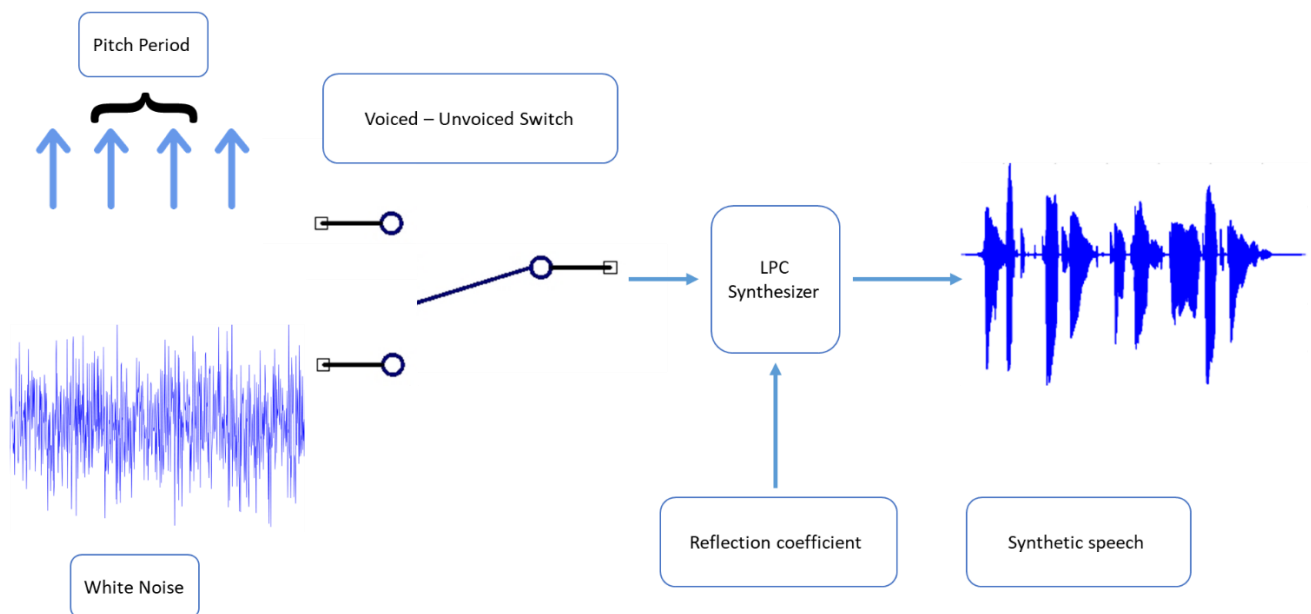 Pitch Period
Voiced – Unvoiced Switch
LPC
Synthesizer
Reflection coefficient
Synthetic speech
White Noise